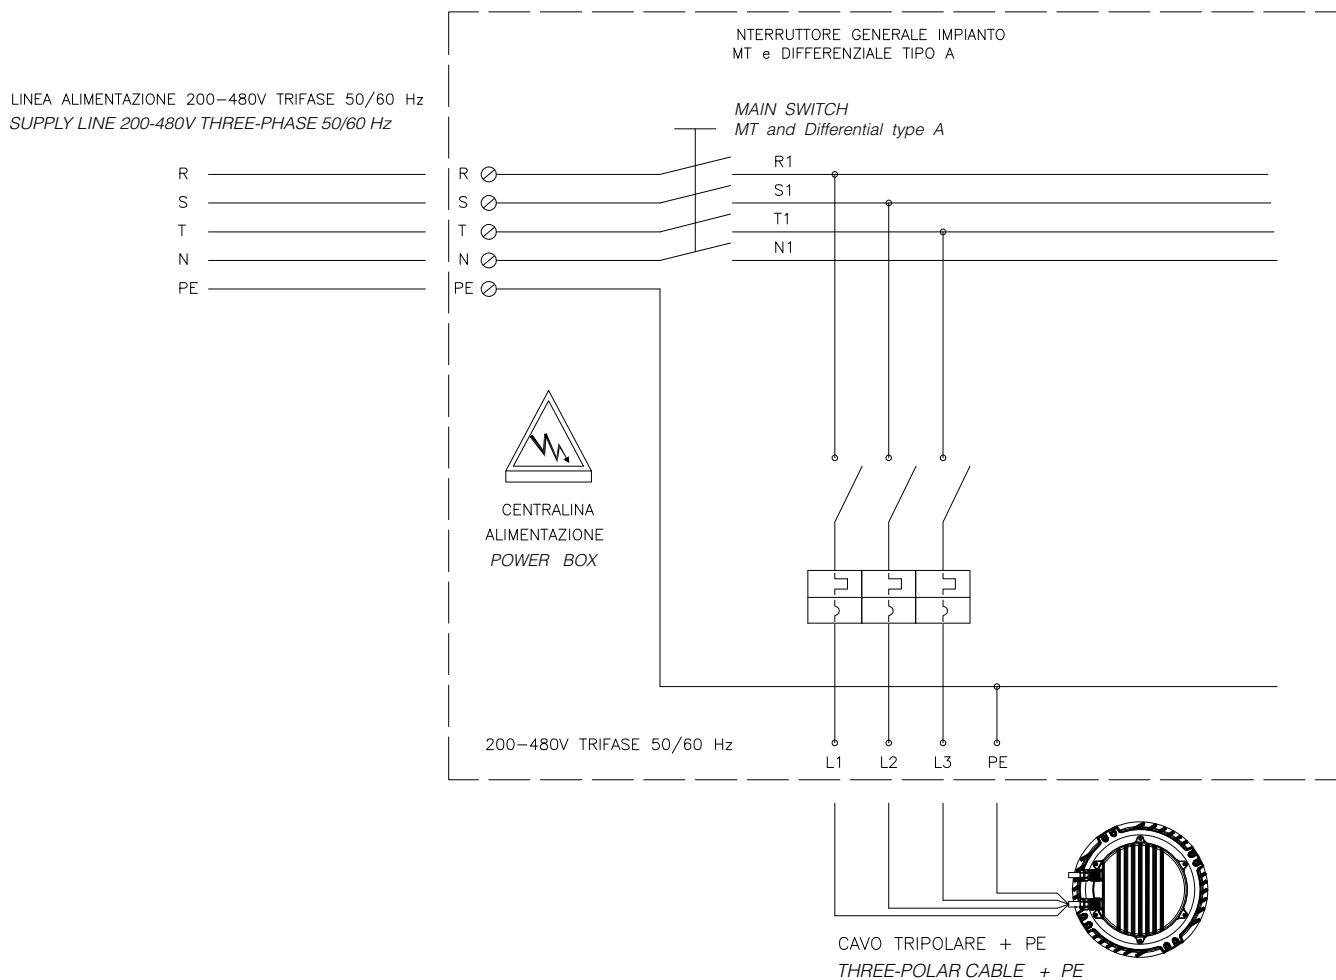 NTERRUTTORE GENERALE IMPIANTO
MT e DIFFERENZIALE TIPO A
LINEA ALIMENTAZIONE 200-480V TRIFASE 50/60 Hz
SUPPLY LINE 200-480V THREE-PHASE 50/60 Hz
MAIN SWITCH
MT and Differential type A
R R R1
S S S1
T T T1
N N N1
PE PE
CENTRALINA
ALIMENTAZIONE
POWER BOX
200-480V TRIFASE 50/60 Hz
L1 L2 L3 PE
CAVO TRIPOLARE + PE
THREE-POLAR CABLE + PE